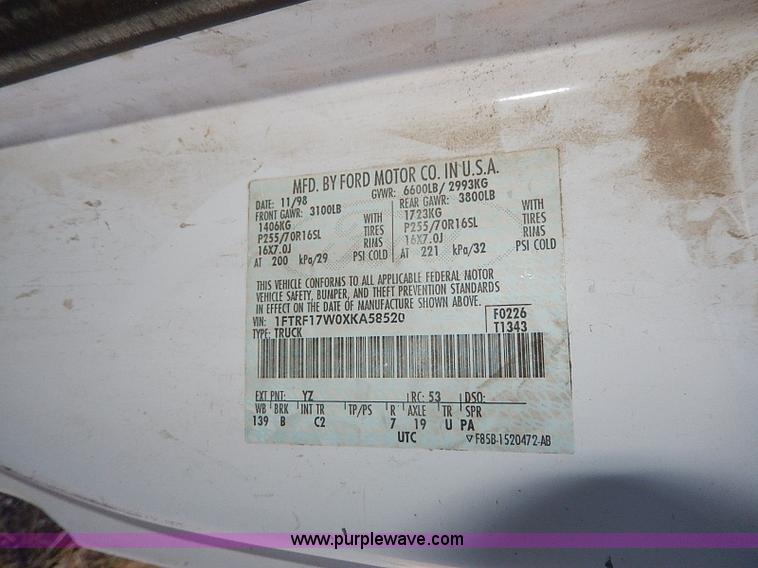 MFD. BY FORD MOTOR CO. IN U.S.A.
11/98 GVWR: 6600LB/ 2993KG
FRONT GAWR: 3100LB REAR GAWR: 3800LB
1406KG WITH 1723KG WITH
P255/70R16SL TIRES P255/70R16SL TIRES
16X7.0J RIMS 16X7.0J RIMS
AT 200 kPa/29 PSI COLD AT 221 kPa/32 PSI COLD
THIS VEHICLE CONFORMS TO ALL APPLICABLE FEDERAL MOTOR
VEHICLE SAFETY, BUMPER, AND THEFT PREVENTION STANDARDS
IN EFFECT ON THE DATE OF MANUFACTURE SHOWN ABOVE.
VIN: 1FTRF17W0XKA58520 F0226
TYPE: TRUCK T1343
EXT PNT: YZ RC: 53 DSO:
WB BRK INT TR TP/PS R AXLE TR SPR
139 B C2 7 19 U PA
UTC F85B-1520472-AB
www.purplewave.com